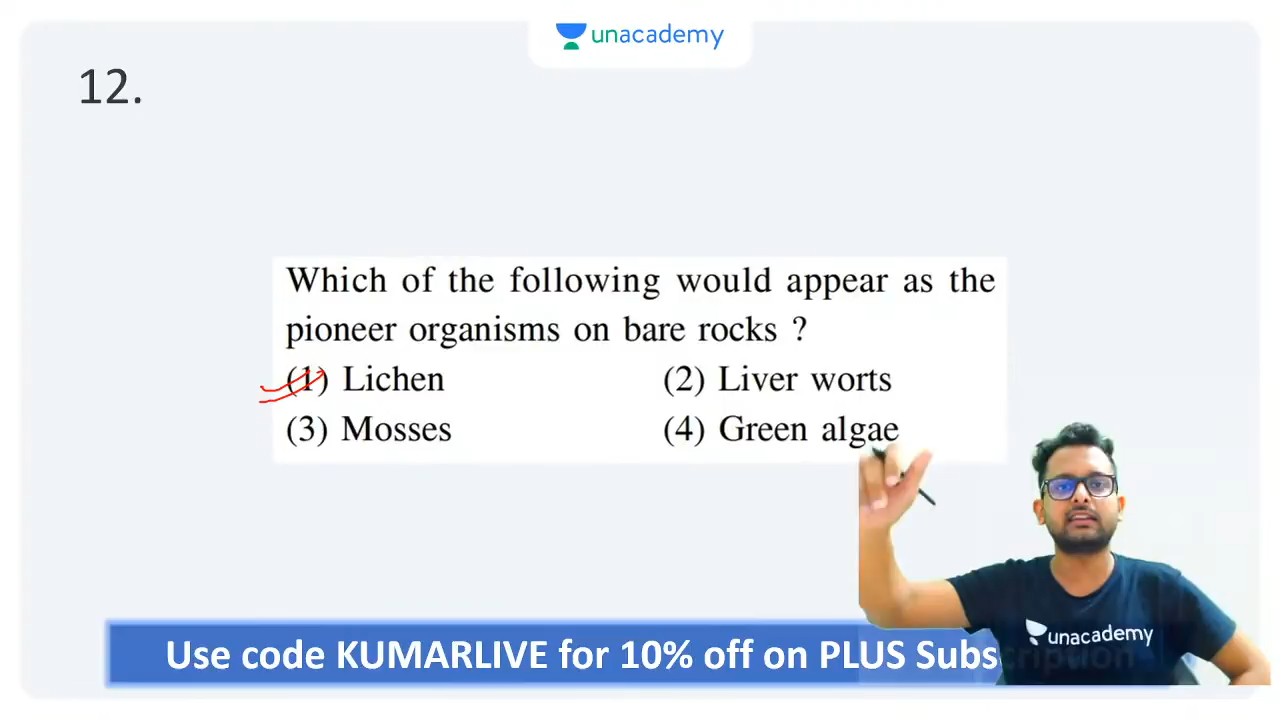 unacademy
12.
Which of the following would appear as the
pioneer organisms on bare rocks ?
(1) Lichen (2) Liver worts
(3) Mosses (4) Green algae
unacademy
Use code KUMARLIVE for 10% off on PLUS Subscription